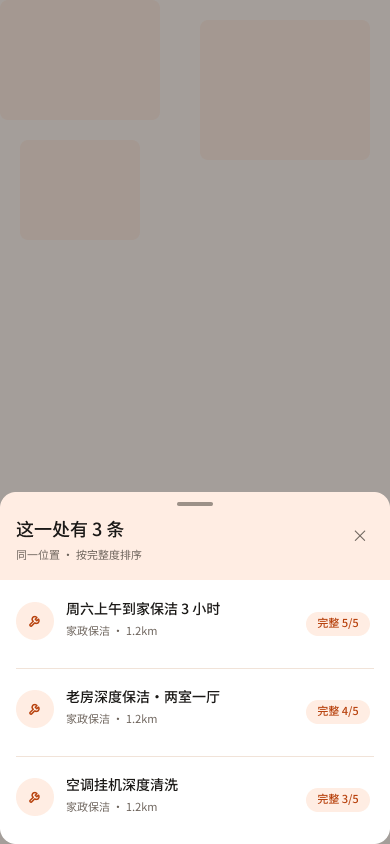 这一处有 3 条
同一位置 · 按完整度排序
周六上午到家保洁 3 小时
家政保洁 · 1.2km
完整 5/5
老房深度保洁·两室一厅
家政保洁 · 1.2km
完整 4/5
空调挂机深度清洗
家政保洁 · 1.2km
完整 3/5